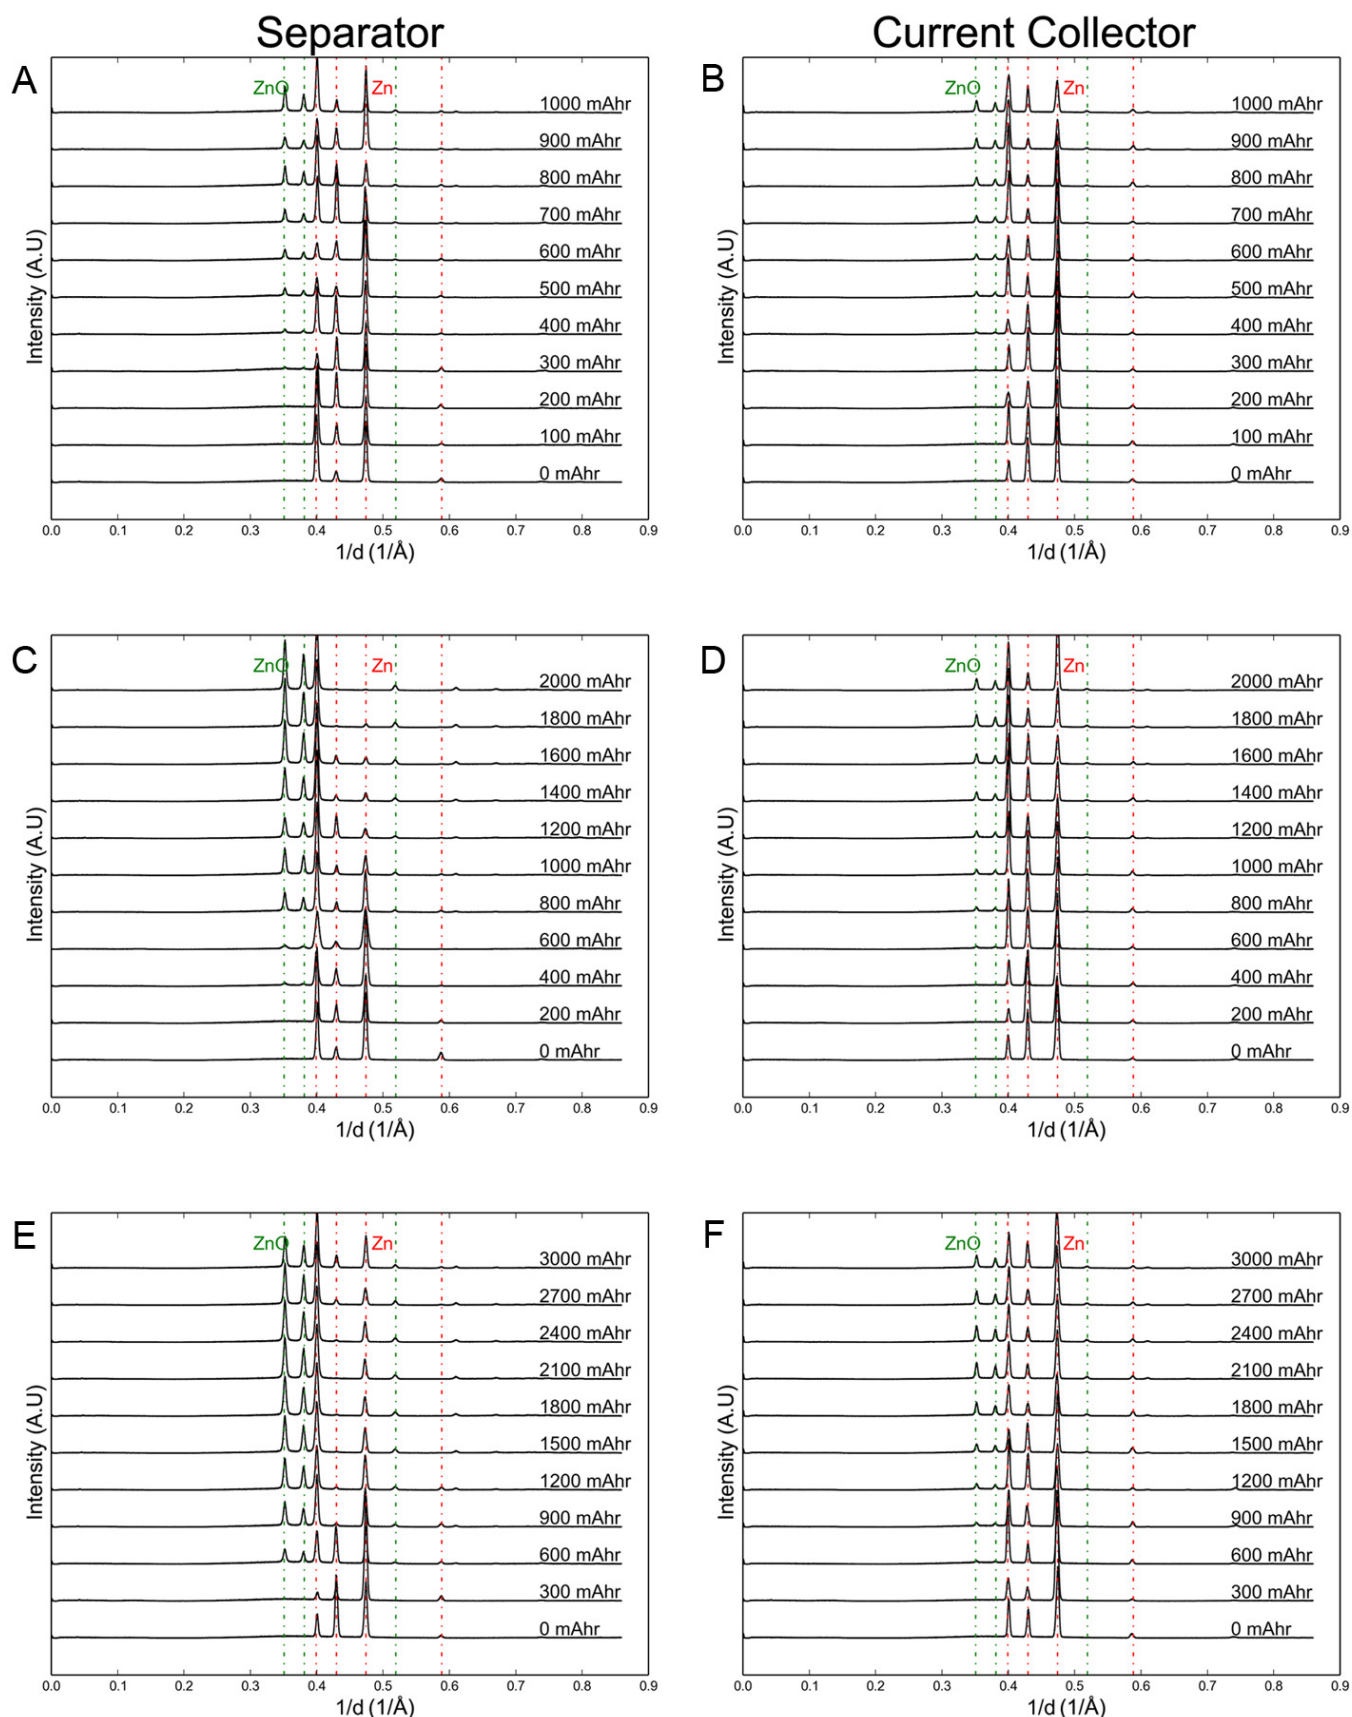 Separator
Current Collector
A
ZnO
Zn
1000 mAhr
900 mAhr
800 mAhr
700 mAhr
600 mAhr
500 mAhr
400 mAhr
300 mAhr
200 mAhr
100 mAhr
0 mAhr
Intensity (A.U)
0.0 0.1 0.2 0.3 0.4 0.5 0.6 0.7 0.8 0.9
1/d (1/Å)
B
ZnO
Zn
1000 mAhr
900 mAhr
800 mAhr
700 mAhr
600 mAhr
500 mAhr
400 mAhr
300 mAhr
200 mAhr
100 mAhr
0 mAhr
Intensity (A.U)
0.0 0.1 0.2 0.3 0.4 0.5 0.6 0.7 0.8 0.9
1/d (1/Å)
C
ZnO
Zn
2000 mAhr
1800 mAhr
1600 mAhr
1400 mAhr
1200 mAhr
1000 mAhr
800 mAhr
600 mAhr
400 mAhr
200 mAhr
0 mAhr
Intensity (A.U)
0.0 0.1 0.2 0.3 0.4 0.5 0.6 0.7 0.8 0.9
1/d (1/Å)
D
ZnO
Zn
2000 mAhr
1800 mAhr
1600 mAhr
1400 mAhr
1200 mAhr
1000 mAhr
800 mAhr
600 mAhr
400 mAhr
200 mAhr
0 mAhr
Intensity (A.U)
0.0 0.1 0.2 0.3 0.4 0.5 0.6 0.7 0.8 0.9
1/d (1/Å)
E
ZnO
Zn
3000 mAhr
2700 mAhr
2400 mAhr
2100 mAhr
1800 mAhr
1500 mAhr
1200 mAhr
900 mAhr
600 mAhr
300 mAhr
0 mAhr
Intensity (A.U)
0.0 0.1 0.2 0.3 0.4 0.5 0.6 0.7 0.8 0.9
1/d (1/Å)
F
ZnO
Zn
3000 mAhr
2700 mAhr
2400 mAhr
2100 mAhr
1800 mAhr
1500 mAhr
1200 mAhr
900 mAhr
600 mAhr
300 mAhr
0 mAhr
Intensity (A.U)
0.0 0.1 0.2 0.3 0.4 0.5 0.6 0.7 0.8 0.9
1/d (1/Å)